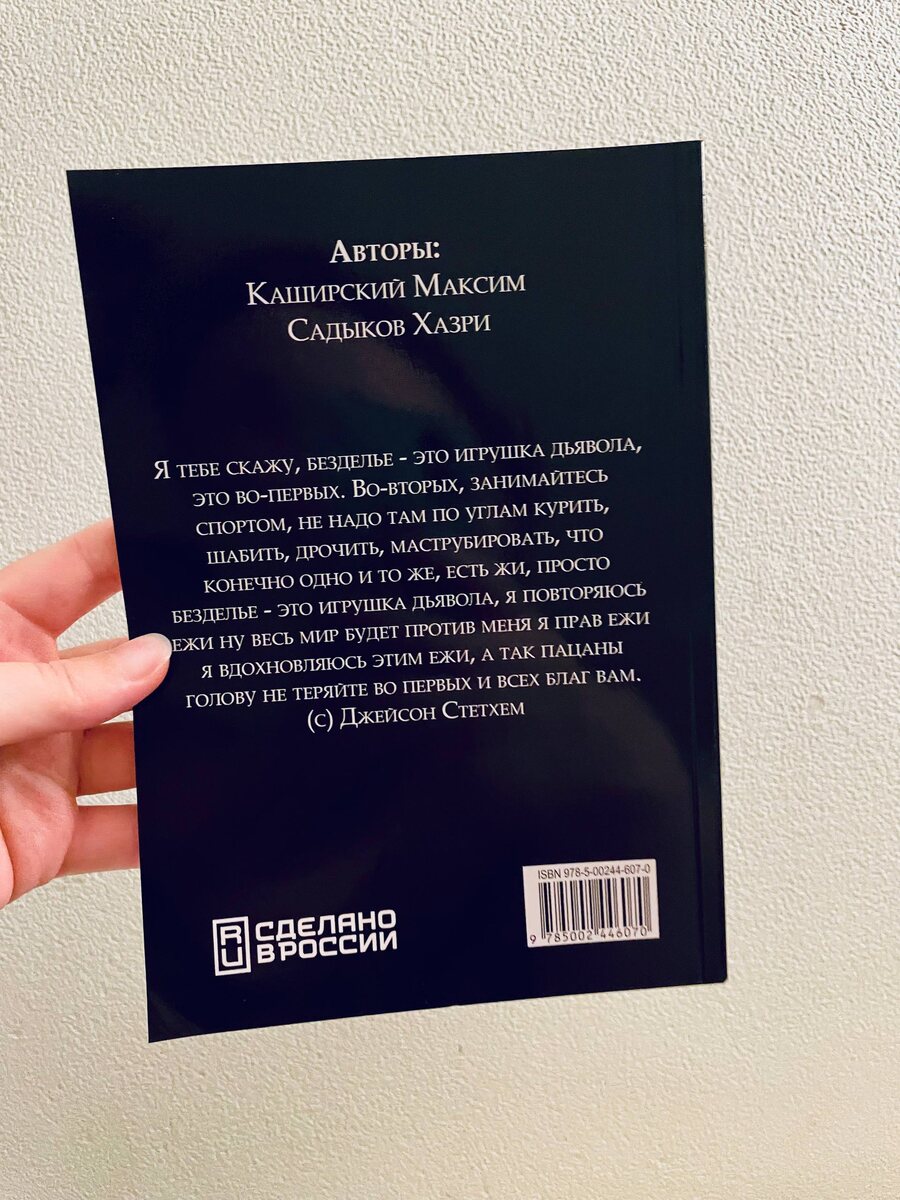 Авторы:
Каширский Максим
Садыков Хазри
Я тебе скажу, безделье - это игрушка дьявола,
это во-первых. Во-вторых, занимайтесь
спортом, не надо там по углам курить,
шабить, дрочить, маструбировать, что
конечно одно и то же, есть жи, просто
безделье - это игрушка дьявола, я повторяюсь
ежи ну весь мир будет против меня я прав ежи
я вдохновляюсь этим ежи, а так пацаны
голову не теряйте во первых и всех благ вам.
(с) Джейсон Стетхем
ISBN 978-5-00244-607-0
9 785002 446070
RU СДЕЛАНО
В РОССИИ